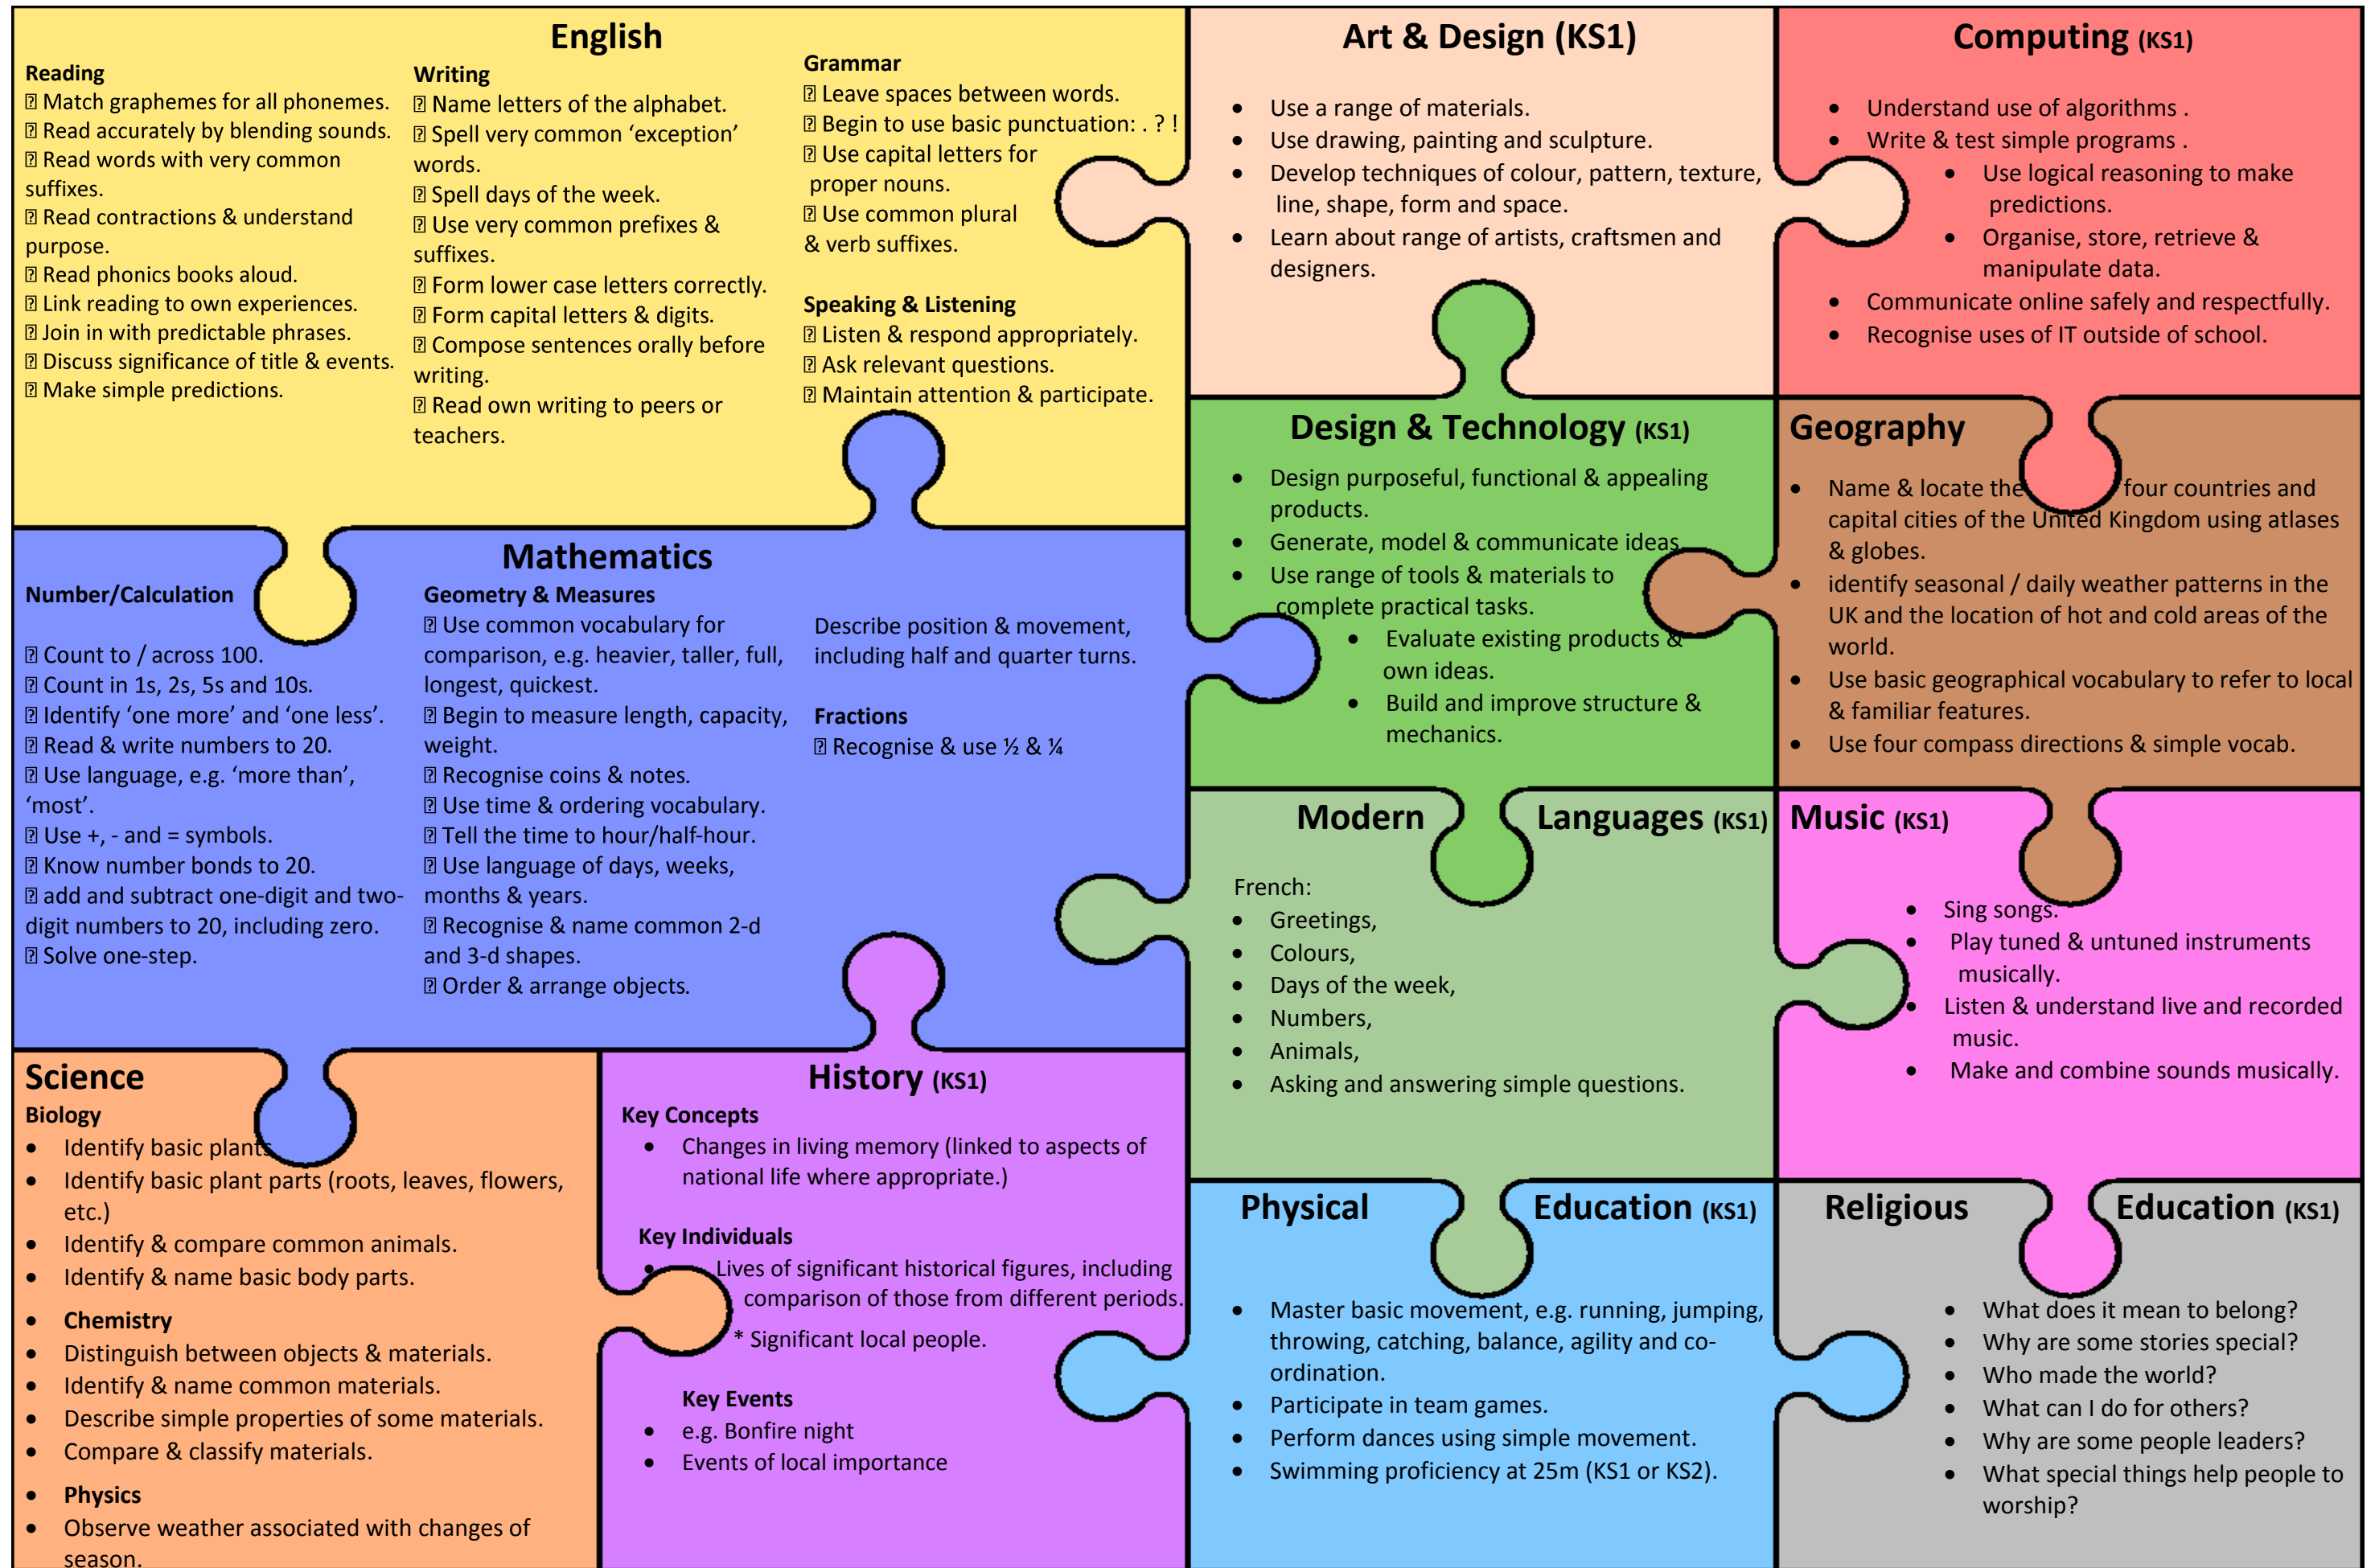 English
Reading
⍰ Match graphemes for all phonemes.
⍰ Read accurately by blending sounds.
⍰ Read words with very common
suffixes.
⍰ Read contractions & understand
purpose.
⍰ Read phonics books aloud.
⍰ Link reading to own experiences.
⍰ Join in with predictable phrases.
⍰ Discuss significance of title & events.
⍰ Make simple predictions.
Writing
⍰ Name letters of the alphabet.
⍰ Spell very common ‘exception’
words.
⍰ Spell days of the week.
⍰ Use very common prefixes &
suffixes.
⍰ Form lower case letters correctly.
⍰ Form capital letters & digits.
⍰ Compose sentences orally before
writing.
⍰ Read own writing to peers or
teachers.
Grammar
⍰ Leave spaces between words.
⍰ Begin to use basic punctuation: . ? !
⍰ Use capital letters for
proper nouns.
⍰ Use common plural
& verb suffixes.
Speaking & Listening
⍰ Listen & respond appropriately.
⍰ Ask relevant questions.
⍰ Maintain attention & participate.
Art & Design (KS1)
• Use a range of materials.
• Use drawing, painting and sculpture.
• Develop techniques of colour, pattern, texture,
line, shape, form and space.
• Learn about range of artists, craftsmen and
designers.
Computing (KS1)
• Understand use of algorithms .
• Write & test simple programs .
• Use logical reasoning to make
predictions.
• Organise, store, retrieve &
manipulate data.
• Communicate online safely and respectfully.
• Recognise uses of IT outside of school.
Mathematics
Number/Calculation
⍰ Count to / across 100.
⍰ Count in 1s, 2s, 5s and 10s.
⍰ Identify ‘one more’ and ‘one less’.
⍰ Read & write numbers to 20.
⍰ Use language, e.g. ‘more than’,
‘most’.
⍰ Use +, - and = symbols.
⍰ Know number bonds to 20.
⍰ add and subtract one-digit and two-
digit numbers to 20, including zero.
⍰ Solve one-step.
Geometry & Measures
⍰ Use common vocabulary for
comparison, e.g. heavier, taller, full,
longest, quickest.
⍰ Begin to measure length, capacity,
weight.
⍰ Recognise coins & notes.
⍰ Use time & ordering vocabulary.
⍰ Tell the time to hour/half-hour.
⍰ Use language of days, weeks,
months & years.
⍰ Recognise & name common 2-d
and 3-d shapes.
⍰ Order & arrange objects.
Describe position & movement,
including half and quarter turns.
Fractions
⍰ Recognise & use ½ & ¼
Design & Technology (KS1)
• Design purposeful, functional & appealing
products.
• Generate, model & communicate ideas
• Use range of tools & materials to
complete practical tasks.
• Evaluate existing products &
own ideas.
• Build and improve structure &
mechanics.
Geography
• Name & locate the four countries and
capital cities of the United Kingdom using atlases
& globes.
• identify seasonal / daily weather patterns in the
UK and the location of hot and cold areas of the
world.
• Use basic geographical vocabulary to refer to local
& familiar features.
• Use four compass directions & simple vocab.
Modern Languages (KS1)
French:
• Greetings,
• Colours,
• Days of the week,
• Numbers,
• Animals,
• Asking and answering simple questions.
Music (KS1)
• Sing songs.
• Play tuned & untuned instruments
musically.
• Listen & understand live and recorded
music.
• Make and combine sounds musically.
Science
Biology
• Identify basic plants
• Identify basic plant parts (roots, leaves, flowers,
etc.)
• Identify & compare common animals.
• Identify & name basic body parts.
• Chemistry
• Distinguish between objects & materials.
• Identify & name common materials.
• Describe simple properties of some materials.
• Compare & classify materials.
• Physics
• Observe weather associated with changes of
season.
History (KS1)
Key Concepts
• Changes in living memory (linked to aspects of
national life where appropriate.)
Key Individuals
• Lives of significant historical figures, including
comparison of those from different periods.
* Significant local people.
Key Events
• e.g. Bonfire night
• Events of local importance
Physical Education (KS1)
• Master basic movement, e.g. running, jumping,
throwing, catching, balance, agility and co-
ordination.
• Participate in team games.
• Perform dances using simple movement.
• Swimming proficiency at 25m (KS1 or KS2).
Religious Education (KS1)
• What does it mean to belong?
• Why are some stories special?
• Who made the world?
• What can I do for others?
• Why are some people leaders?
• What special things help people to
worship?